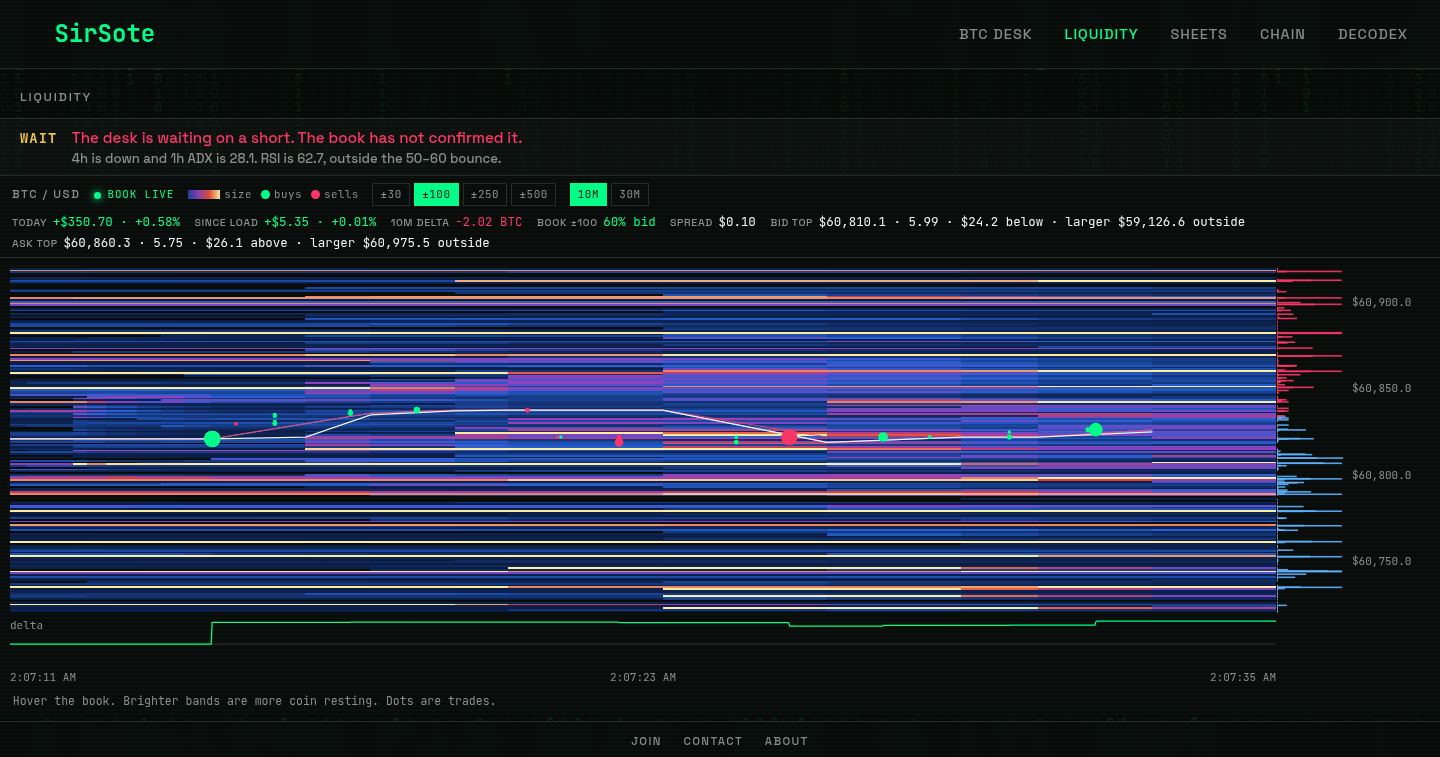 SirSote
BTC DESK LIQUIDITY SHEETS CHAIN DECODEX
LIQUIDITY
WAIT The desk is waiting on a short. The book has not confirmed it.
4h is down and 1h ADX is 28.1. RSI is 62.7, outside the 50–60 bounce.
BTC / USD BOOK LIVE size buys sells ±30 ±100 ±250 ±500 10M 30M
TODAY +$350.70 · +0.58% SINCE LOAD +$5.35 · +0.01% 10M DELTA -2.02 BTC BOOK ±100 60% bid SPREAD $0.10 BID TOP $60,810.1 · 5.99 · $24.2 below · larger $59,126.6 outside
ASK TOP $60,860.3 · 5.75 · $26.1 above · larger $60,975.5 outside
$60,900.0
$60,850.0
$60,800.0
$60,750.0
delta
2:07:11 AM 2:07:23 AM 2:07:35 AM
Hover the book. Brighter bands are more coin resting. Dots are trades.
JOIN CONTACT ABOUT